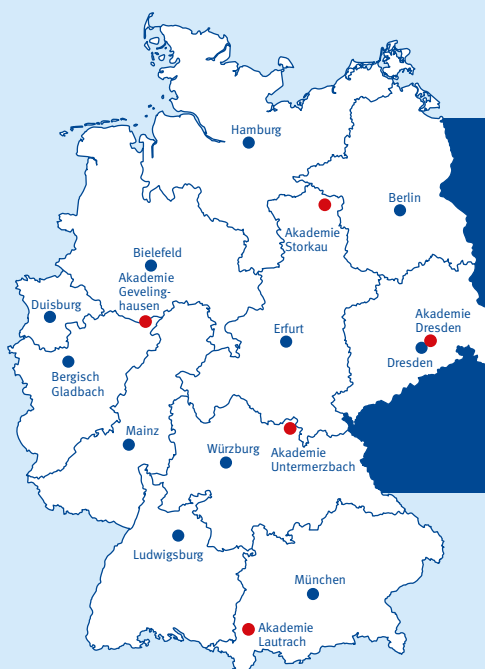 Hamburg
Berlin
Akademie
Storkau
Bielefeld
Akademie
Geveling-
hausen
Duisburg
Akademie
Dresden
Erfurt
Dresden
Bergisch
Gladbach
Mainz
Würzburg
Akademie
Untermerzbach
Ludwigsburg
München
Akademie
Lautrach